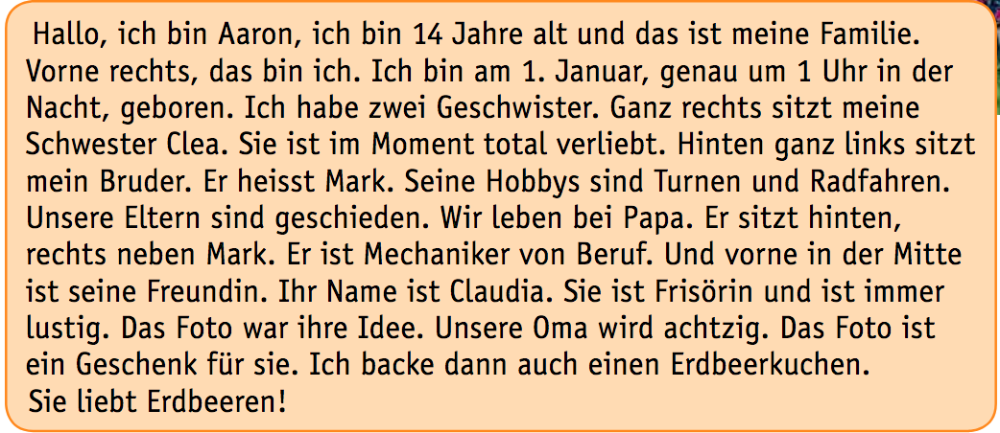 Hallo, ich bin Aaron, ich bin 14 Jahre alt und das ist meine Familie.
Vorne rechts, das bin ich. Ich bin am 1. Januar, genau um 1 Uhr in der
Nacht, geboren. Ich habe zwei Geschwister. Ganz rechts sitzt meine
Schwester Clea. Sie ist im Moment total verliebt. Hinten ganz links sitzt
mein Bruder. Er heisst Mark. Seine Hobbys sind Turnen und Radfahren.
Unsere Eltern sind geschieden. Wir leben bei Papa. Er sitzt hinten,
rechts neben Mark. Er ist Mechaniker von Beruf. Und vorne in der Mitte
ist seine Freundin. Ihr Name ist Claudia. Sie ist Frisörin und ist immer
lustig. Das Foto war ihre Idee. Unsere Oma wird achtzig. Das Foto ist
ein Geschenk für sie. Ich backe dann auch einen Erdbeerkuchen.
Sie liebt Erdbeeren!